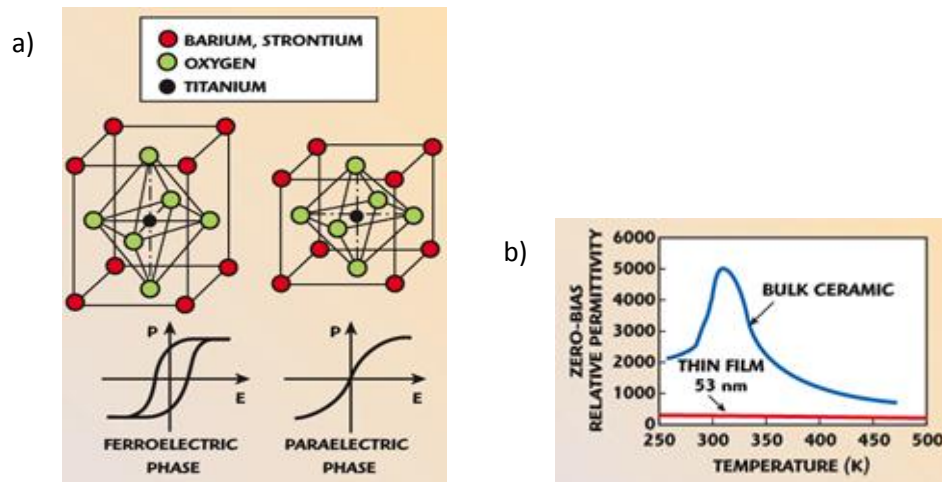 a)
BARIUM, STRONTIUM
OXYGEN
TITANIUM
P
E
FERROELECTRIC
PHASE
P
E
PARAELECTRIC
PHASE
b)
ZERO-BIAS
RELATIVE PERMITTIVITY
6000
5000
4000
3000
2000
1000
0
BULK CERAMIC
THIN FILM
53 nm
250 300 350 400 450 500
TEMPERATURE (K)